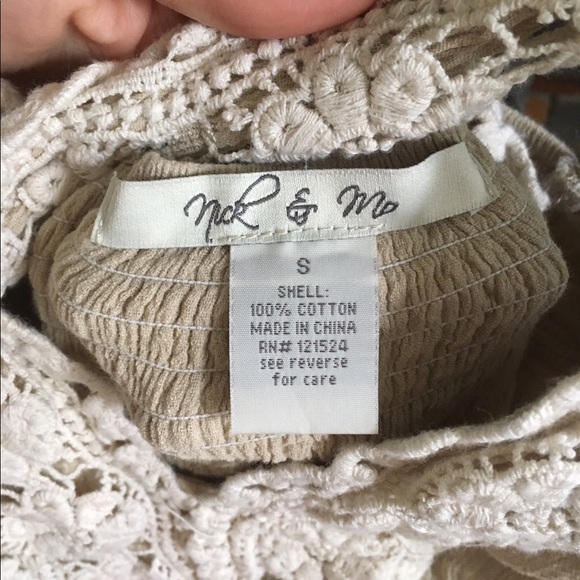 Nick & Mo
S
SHELL:
100% COTTON
MADE IN CHINA
RN# 121524
see reverse
for care